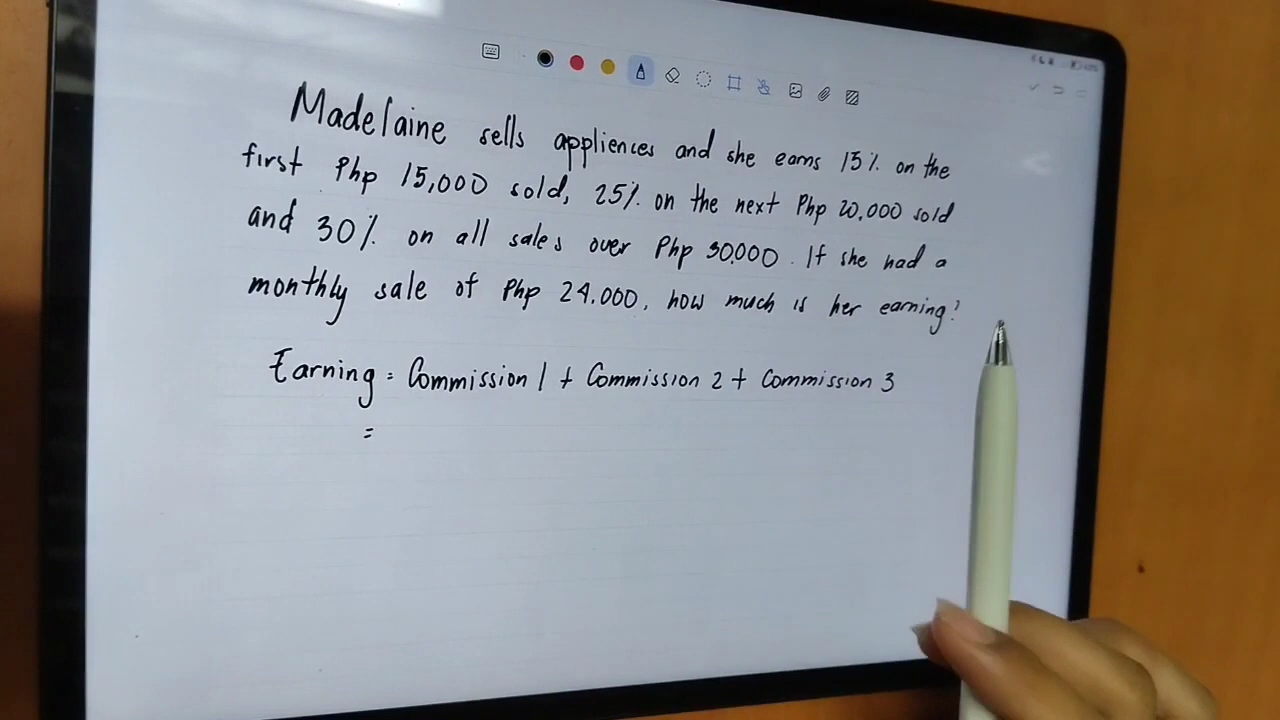 Madelaine sells appliences and she earns 15% on the
first Php 15,000 sold, 25% on the next Php 20,000 sold
and 30% on all sales over Php 30,000. If she had a
monthly sale of Php 24.000, how much is her earning?
Earning = Commission 1 + Commission 2 + Commission 3
=